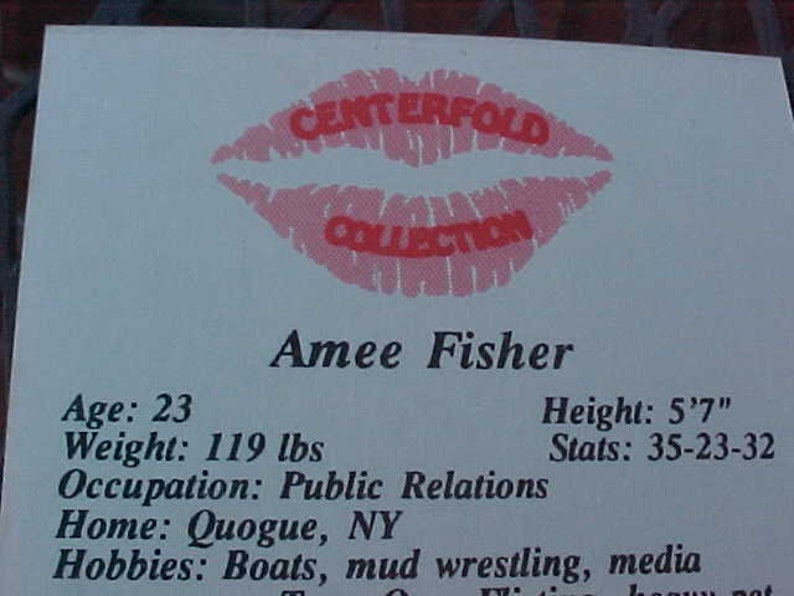 CENTERFOLD
COLLECTION
Amee Fisher
Age: 23 Height: 5'7"
Weight: 119 lbs Stats: 35-23-32
Occupation: Public Relations
Home: Quogue, NY
Hobbies: Boats, mud wrestling, media